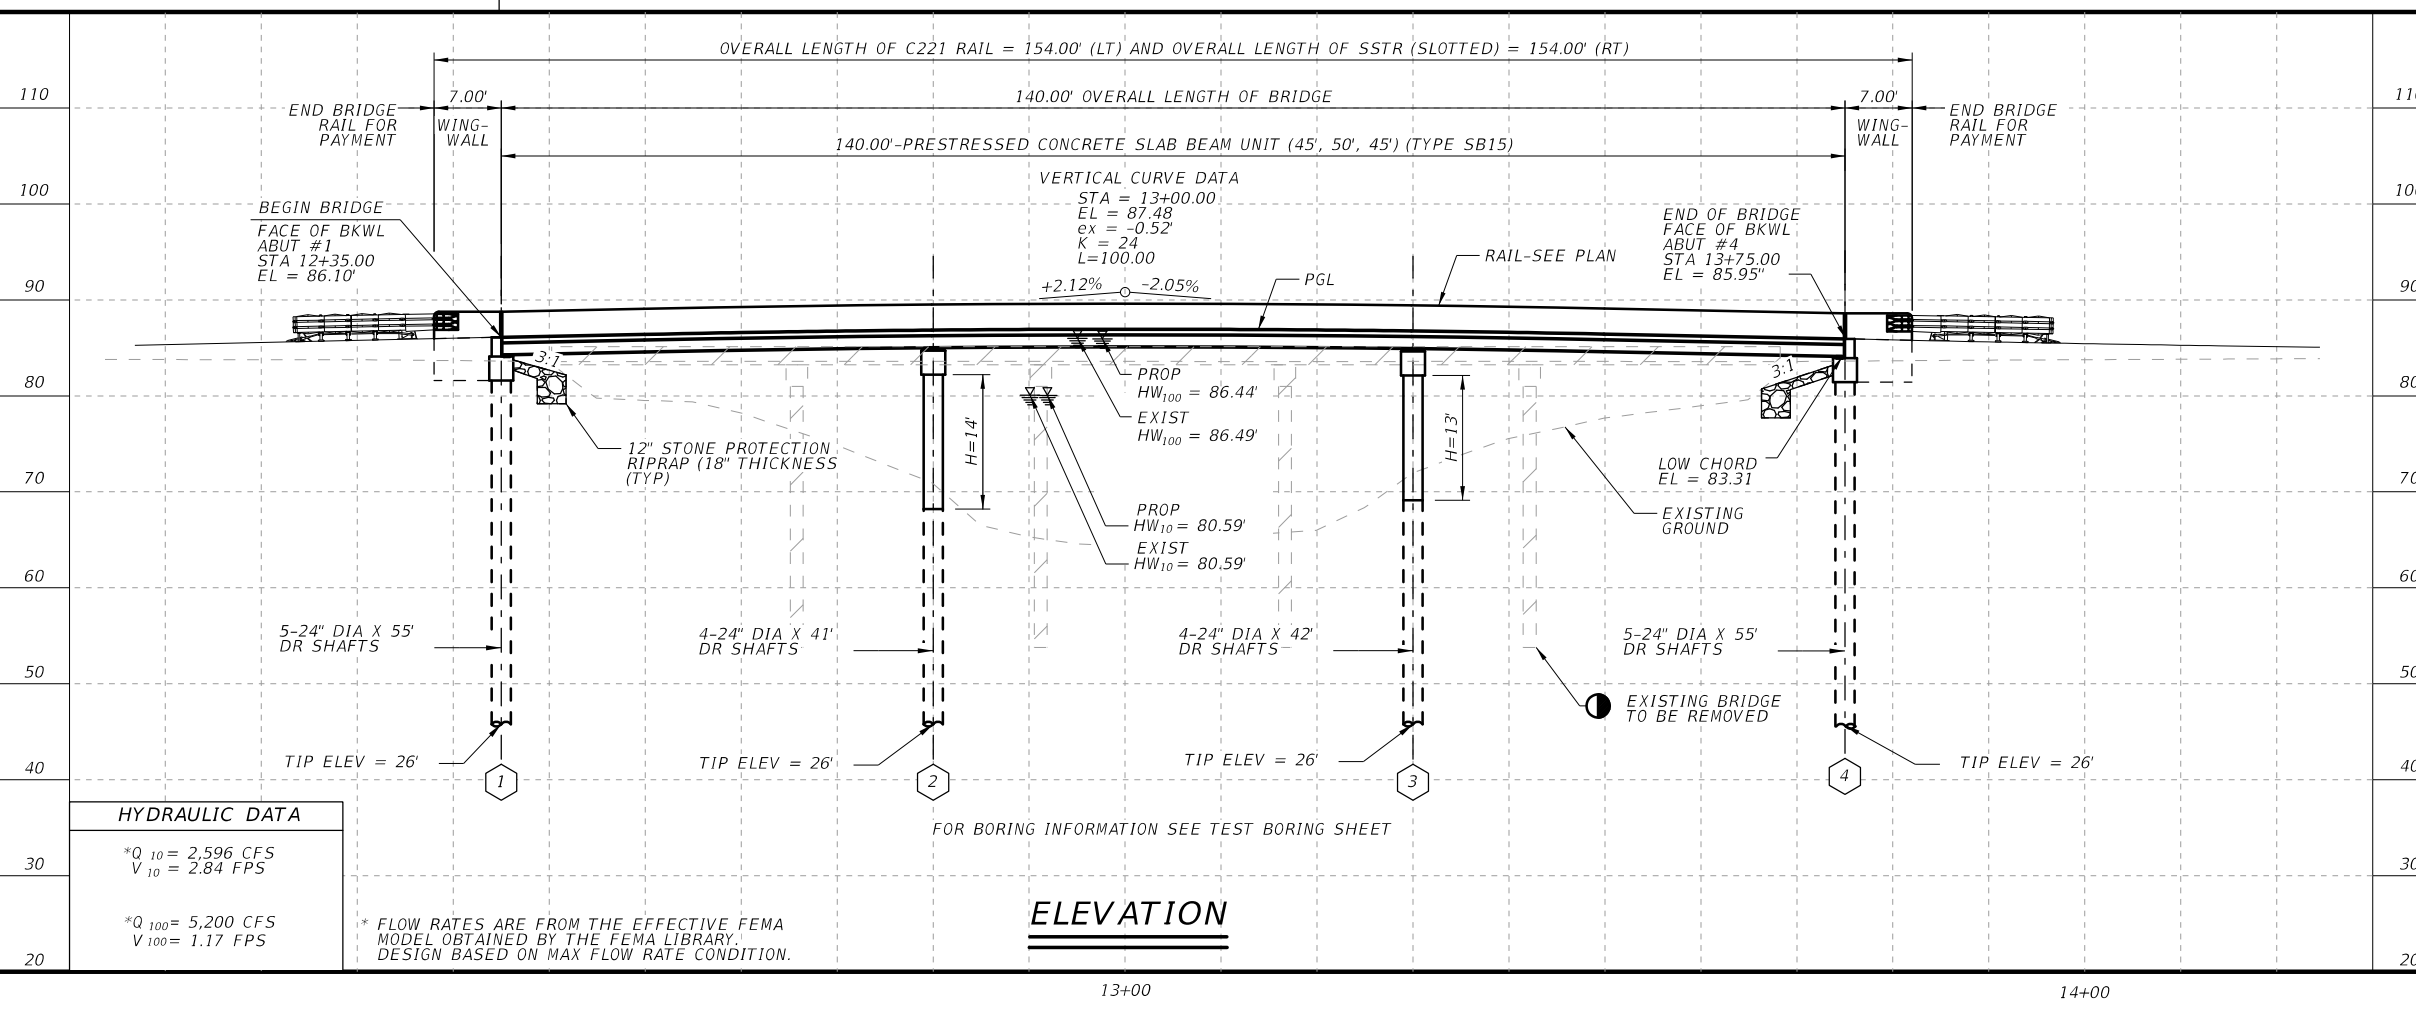 OVERALL LENGTH OF C221 RAIL = 154.00' (LT) AND OVERALL LENGTH OF SSTR (SLOTTED) = 154.00' (RT)
110
END BRIDGE
RAIL FOR
PAYMENT
7.00'
WING-
WALL
140.00' OVERALL LENGTH OF BRIDGE
7.00'
WING-
WALL
END BRIDGE
RAIL FOR
PAYMENT
140.00'-PRESTRESSED CONCRETE SLAB BEAM UNIT (45', 50', 45') (TYPE SB15)
VERTICAL CURVE DATA
STA = 13+00.00
EL = 87.48
ex = -0.52'
K = 24
L=100.00
+2.12%
-2.05%
100
BEGIN BRIDGE
FACE OF BKWL
ABUT #1
STA 12+35.00
EL = 86.10'
PGL
RAIL-SEE PLAN
END OF BRIDGE
FACE OF BKWL
ABUT #4
STA 13+75.00
EL = 85.95"
90
90
3:1
3:1
80
80
PROP
HW100 = 86.44'
EXIST
HW100 = 86.49'
H=14'
H=13'
12" STONE PROTECTION
RIPRAP (18" THICKNESS
(TYP)
LOW CHORD
EL = 83.31
70
70
PROP
HW10 = 80.59'
EXIST
HW10 = 80.59'
EXISTING
GROUND
60
60
5-24" DIA X 55'
DR SHAFTS
4-24" DIA X 41'
DR SHAFTS
4-24" DIA X 42'
DR SHAFTS
5-24" DIA X 55'
DR SHAFTS
50
50
EXISTING BRIDGE
TO BE REMOVED
TIP ELEV = 26'
TIP ELEV = 26'
TIP ELEV = 26'
TIP ELEV = 26'
40
40
1
2
3
4
HYDRAULIC DATA
*Q 10 = 2,596 CFS
V 10 = 2.84 FPS
*Q 100 = 5,200 CFS
V 100 = 1.17 FPS
FOR BORING INFORMATION SEE TEST BORING SHEET
30
30
* FLOW RATES ARE FROM THE EFFECTIVE FEMA
MODEL OBTAINED BY THE FEMA LIBRARY.
DESIGN BASED ON MAX FLOW RATE CONDITION.
ELEVATION
20
20
13+00
14+00